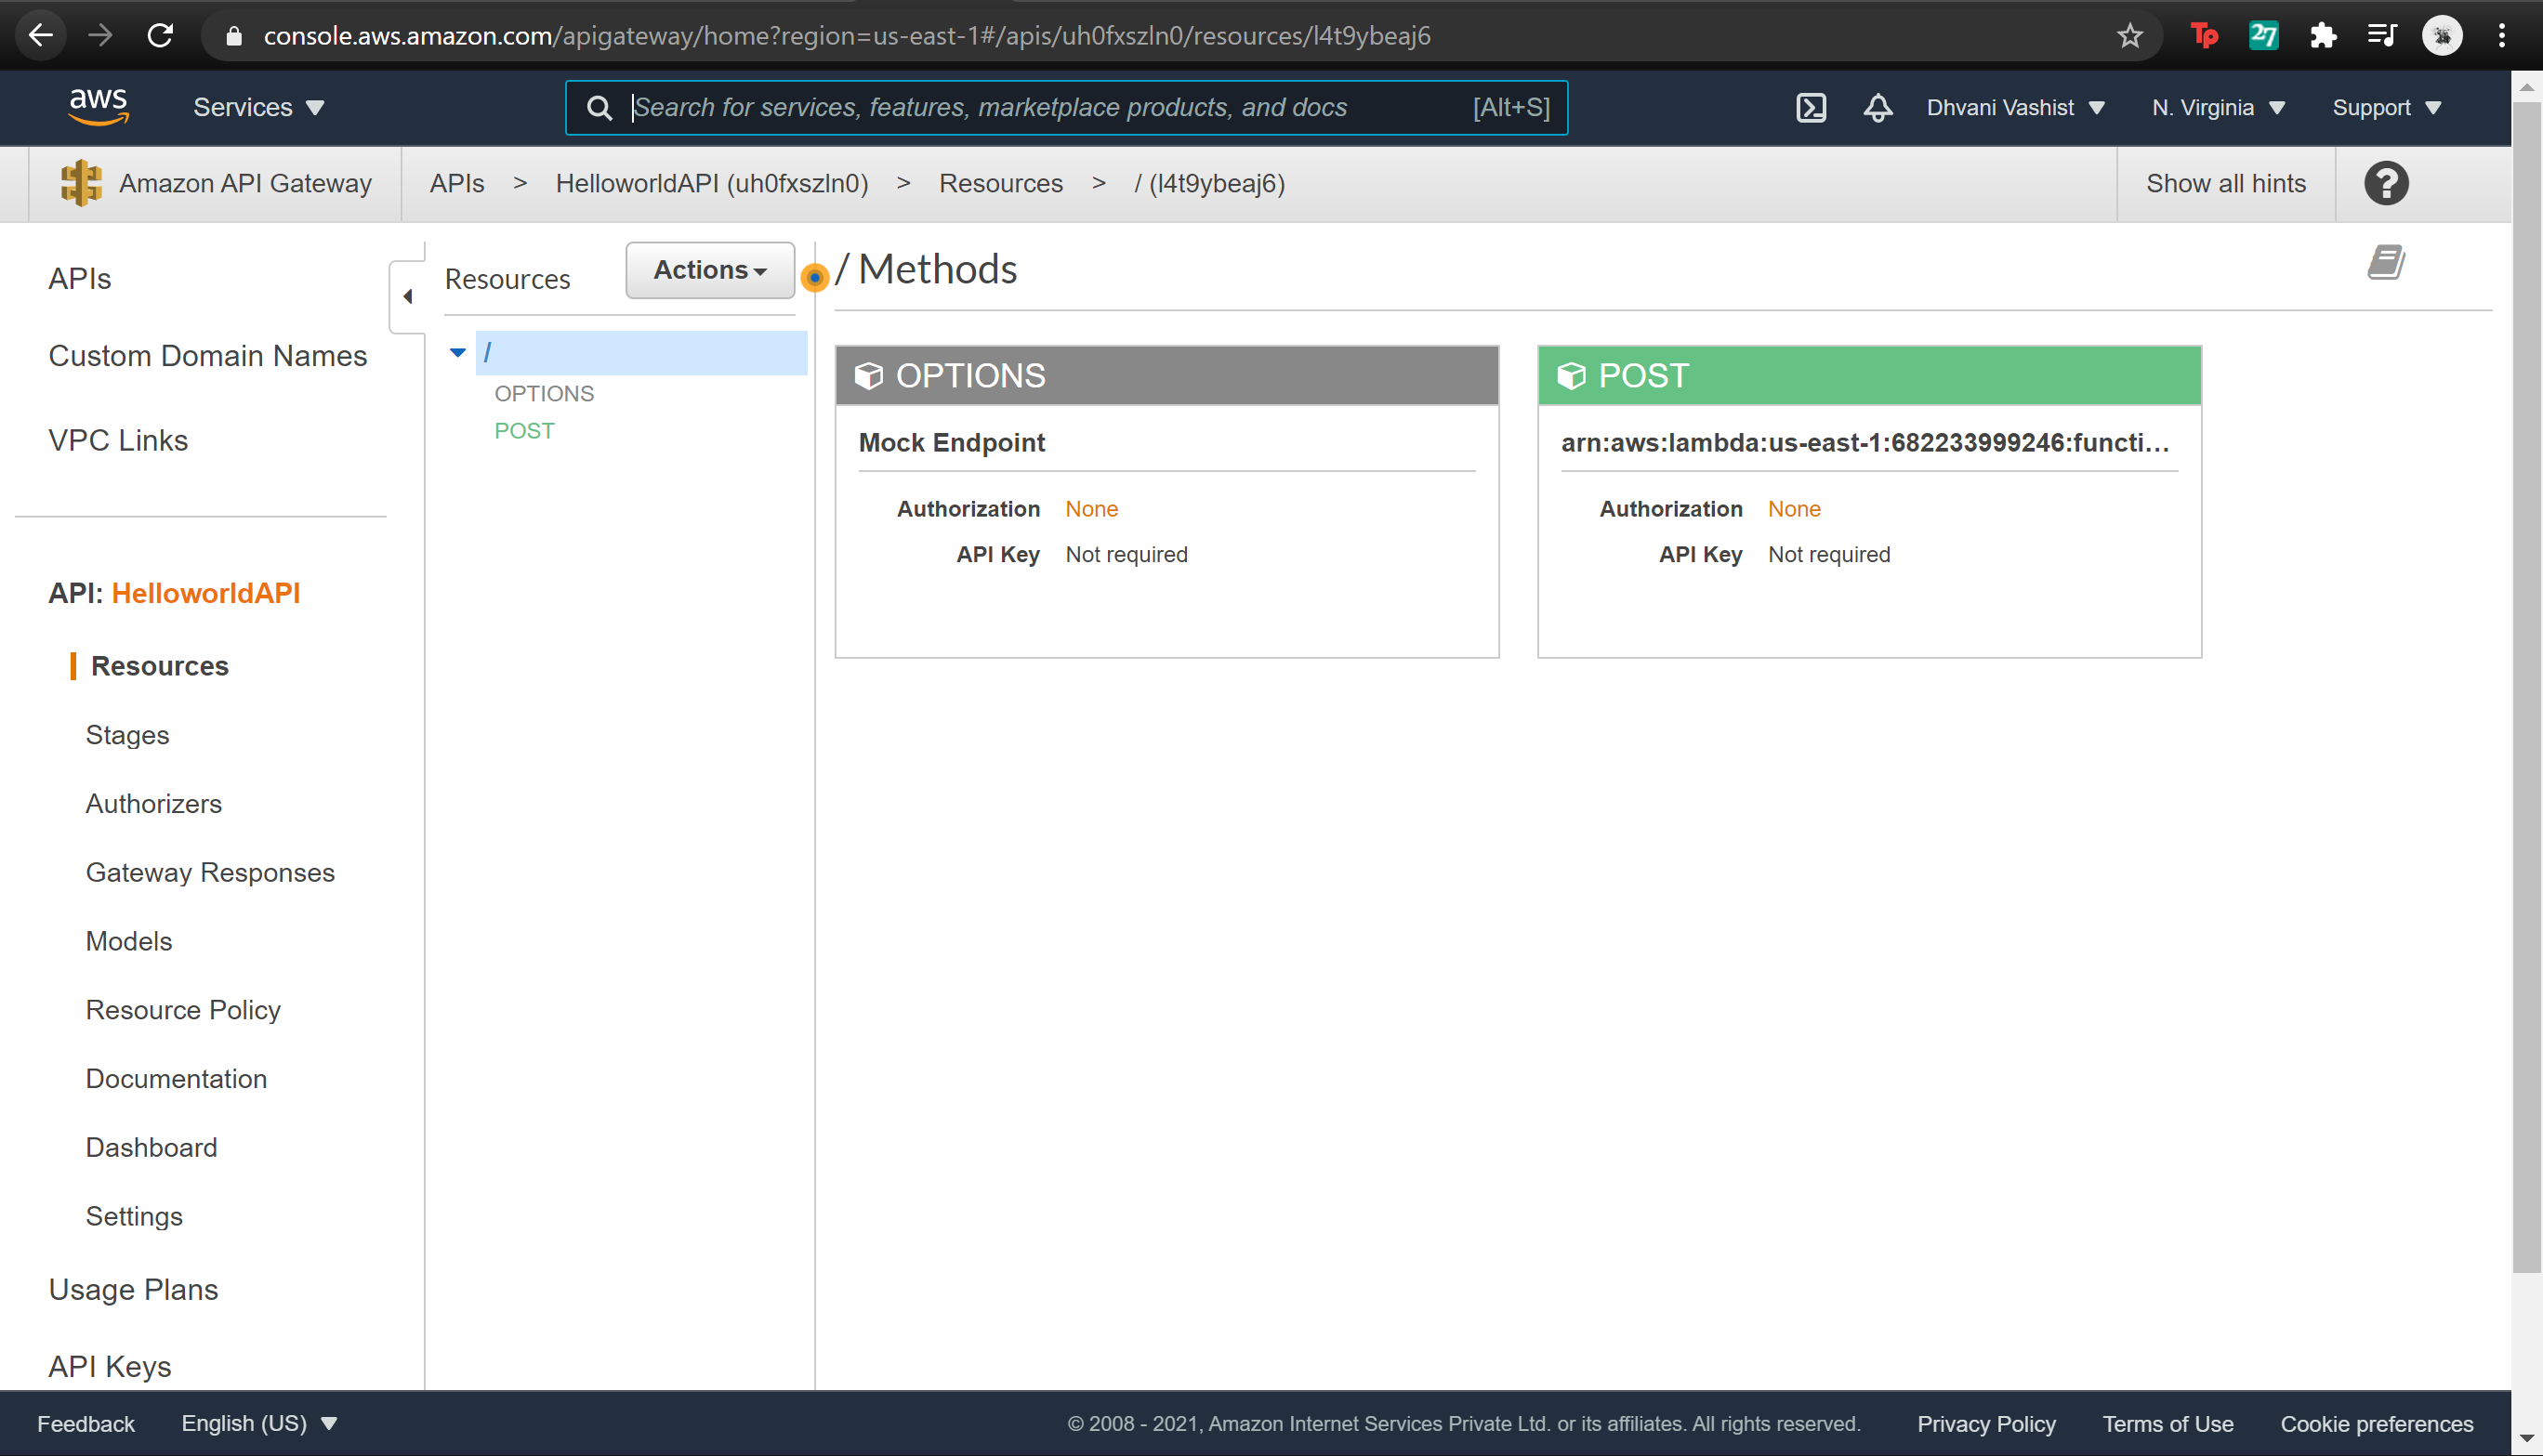 console.aws.amazon.com/apigateway/home?region=us-east-1#/apis/uh0fxszln0/resources/l4t9ybeaj6
Tp
27
aws
Services
Search for services, features, marketplace products, and docs [Alt+S]
Dhvani Vashist
N. Virginia
Support
Amazon API Gateway
APIs > HelloworldAPI (uh0fxszln0) > Resources > / (l4t9ybeaj6)
Show all hints
?
APIs
Custom Domain Names
VPC Links
API: HelloworldAPI
Resources
Stages
Authorizers
Gateway Responses
Models
Resource Policy
Documentation
Dashboard
Settings
Usage Plans
API Keys
Resources
Actions
/
OPTIONS
POST
/ Methods
OPTIONS
Mock Endpoint
Authorization None
API Key Not required
POST
arn:aws:lambda:us-east-1:682233999246:functi...
Authorization None
API Key Not required
Feedback
English (US)
© 2008 - 2021, Amazon Internet Services Private Ltd. or its affiliates. All rights reserved.
Privacy Policy
Terms of Use
Cookie preferences